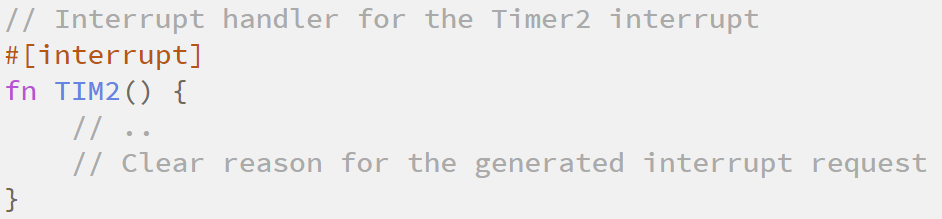 // Interrupt handler for the Timer2 interrupt
#[interrupt]
fn TIM2() {
    // ..
    // Clear reason for the generated interrupt request
}